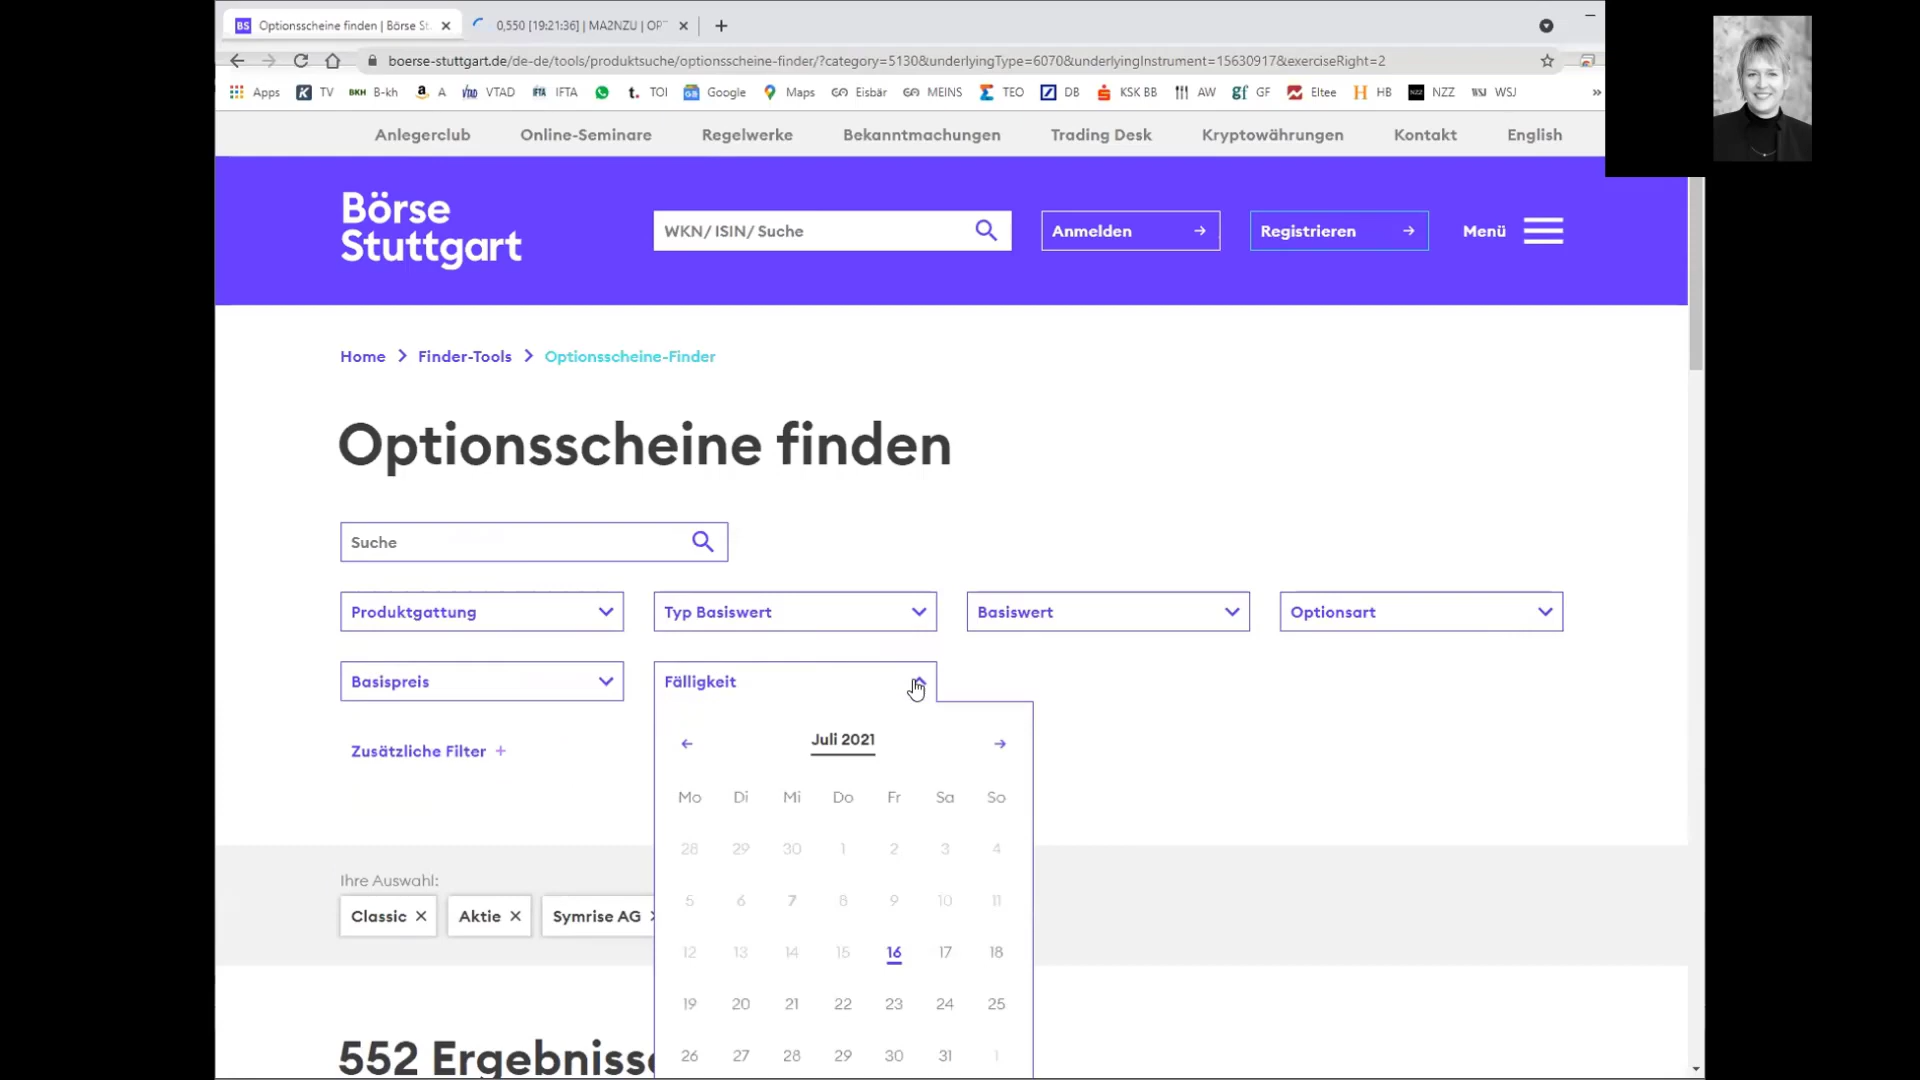 Optionsscheine finden | Börse St.
0,550 [19:21:36] | MA2NZU | OP
boerse-stuttgart.de/de-de/tools/produktsuche/optionsscheine-finder/?category=5130&underlyingType=6070&underlyingInstrument=15630917&exerciseRight=2
Apps TV B-kh A VTAD IFTA TOI Google Maps Eisbär MEINS TEO DB KSK BB AW GF Eltee HB NZZ WSJ »
Anlegerclub Online-Seminare Regelwerke Bekanntmachungen Trading Desk Kryptowährungen Kontakt English
Börse
Stuttgart
WKN/ ISIN/ Suche
Anmelden →
Registrieren →
Menü
Home > Finder-Tools > Optionsscheine-Finder
Optionsscheine finden
Suche
Produktgattung Typ Basiswert Basiswert Optionsart
Basispreis Fälligkeit
← Juli 2021 →
Zusätzliche Filter +
Mo Di Mi Do Fr Sa So
28 29 30 1 2 3 4
5 6 7 8 9 10 11
12 13 14 15 16 17 18
19 20 21 22 23 24 25
26 27 28 29 30 31 1
Ihre Auswahl:
Classic × Aktie × Symrise AG
552 Ergebnisse